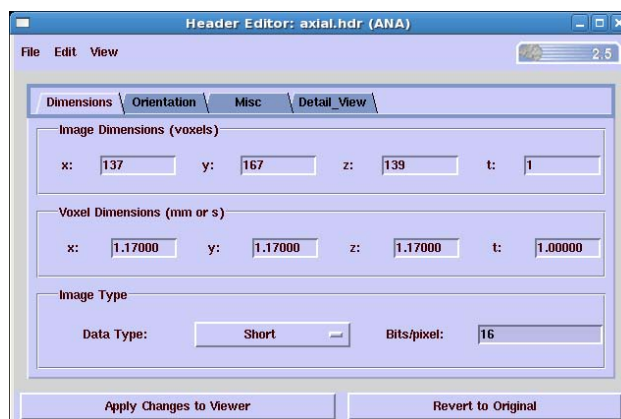 Header Editor: axial.hdr (ANA)
File Edit View 2.5
Dimensions Orientation Misc Detail_View
Image Dimensions (voxels)
x: 137 y: 167 z: 139 t: 1
Voxel Dimensions (mm or s)
x: 1.17000 y: 1.17000 z: 1.17000 t: 1.00000
Image Type
Data Type: Short Bits/pixel: 16
Apply Changes to Viewer Revert to Original